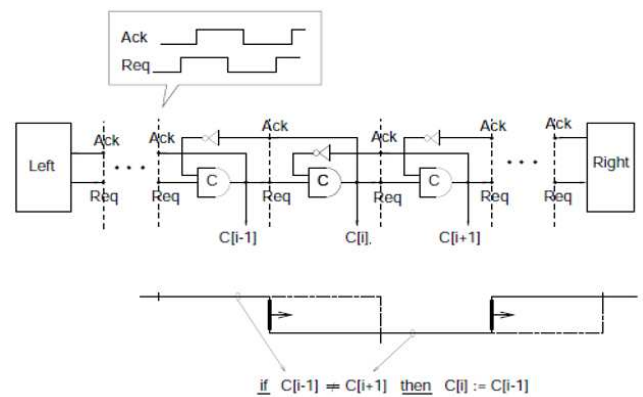 Ack
Req
Ack Ack Ack Ack Ack Ack
Left C C C Right
Req Req Req Req Req Req
C[i-1] C[i]. C[i+1]
if C[i-1] ≠ C[i+1] then C[i] := C[i-1]